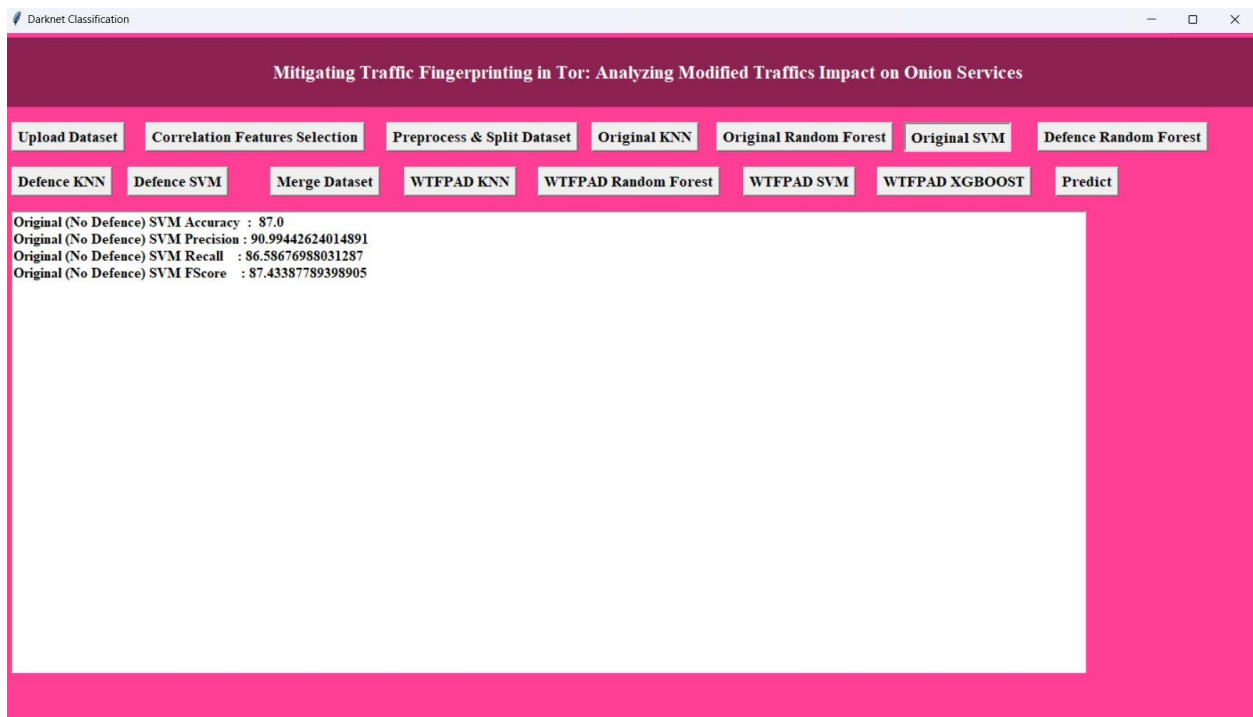 Darknet Classification
Mitigating Traffic Fingerprinting in Tor: Analyzing Modified Traffics Impact on Onion Services
Upload Dataset Correlation Features Selection Preprocess & Split Dataset Original KNN Original Random Forest Original SVM Defence Random Forest
Defence KNN Defence SVM Merge Dataset WTFPAD KNN WTFPAD Random Forest WTFPAD SVM WTFPAD XGBOOST Predict
Original (No Defence) SVM Accuracy : 87.0
Original (No Defence) SVM Precision : 90.99442624014891
Original (No Defence) SVM Recall : 86.58676988031287
Original (No Defence) SVM FScore : 87.43387789398905